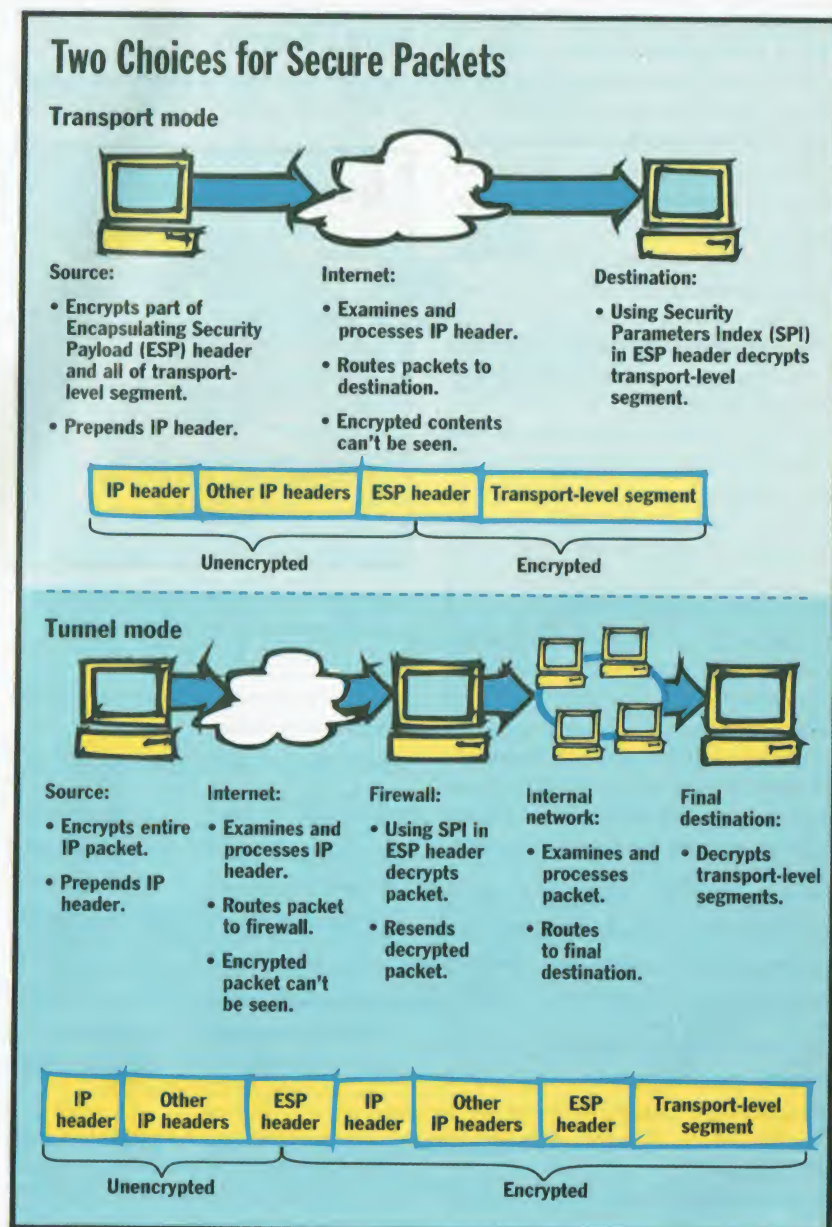 Two Choices for Secure Packets
Transport mode
Source:
• Encrypts part of
Encapsulating Security
Payload (ESP) header
and all of transport-
level segment.
• Prepends IP header.
Internet:
• Examines and
processes IP header.
• Routes packets to
destination.
• Encrypted contents
can't be seen.
Destination:
• Using Security
Parameters Index (SPI)
in ESP header decrypts
transport-level
segment.
IP header
Other IP headers
ESP header
Transport-level segment
Unencrypted
Encrypted
Tunnel mode
Source:
• Encrypts entire
IP packet.
• Prepends IP
header.
Internet:
• Examines and
processes IP
header.
• Routes packet
to firewall.
• Encrypted
packet can't
be seen.
Firewall:
• Using SPI in
ESP header
decrypts
packet.
• Resends
decrypted
packet.
Internal
network:
• Examines and
processes
packet.
• Routes
to final
destination.
Final
destination:
• Decrypts
transport-level
segments.
IP
header
Other
IP headers
ESP
header
IP
header
Other
IP headers
ESP
header
Transport-level
segment
Unencrypted
Encrypted